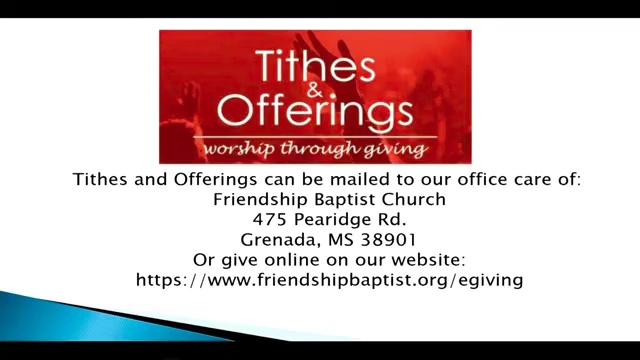 Tithes
&
Offerings
worship through giving
Tithes and Offerings can be mailed to our office care of:
Friendship Baptist Church
475 Pearidge Rd.
Grenada, MS 38901
Or give online on our website:
https://www.friendshipbaptist.org/egiving